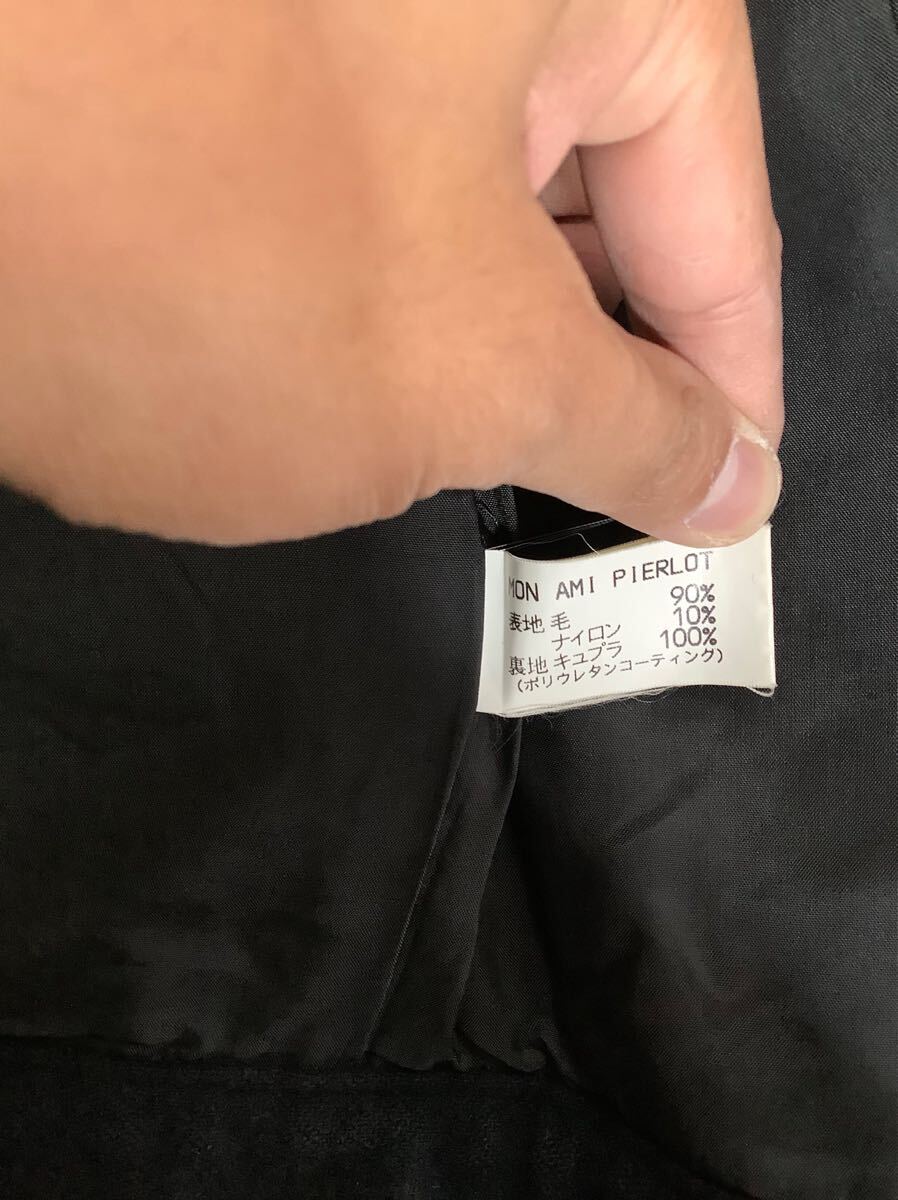 MON AMI PIERLOT
表地 毛 90%
ナイロン 10%
裏地 キュプラ 100%
(ポリウレタンコーティング)